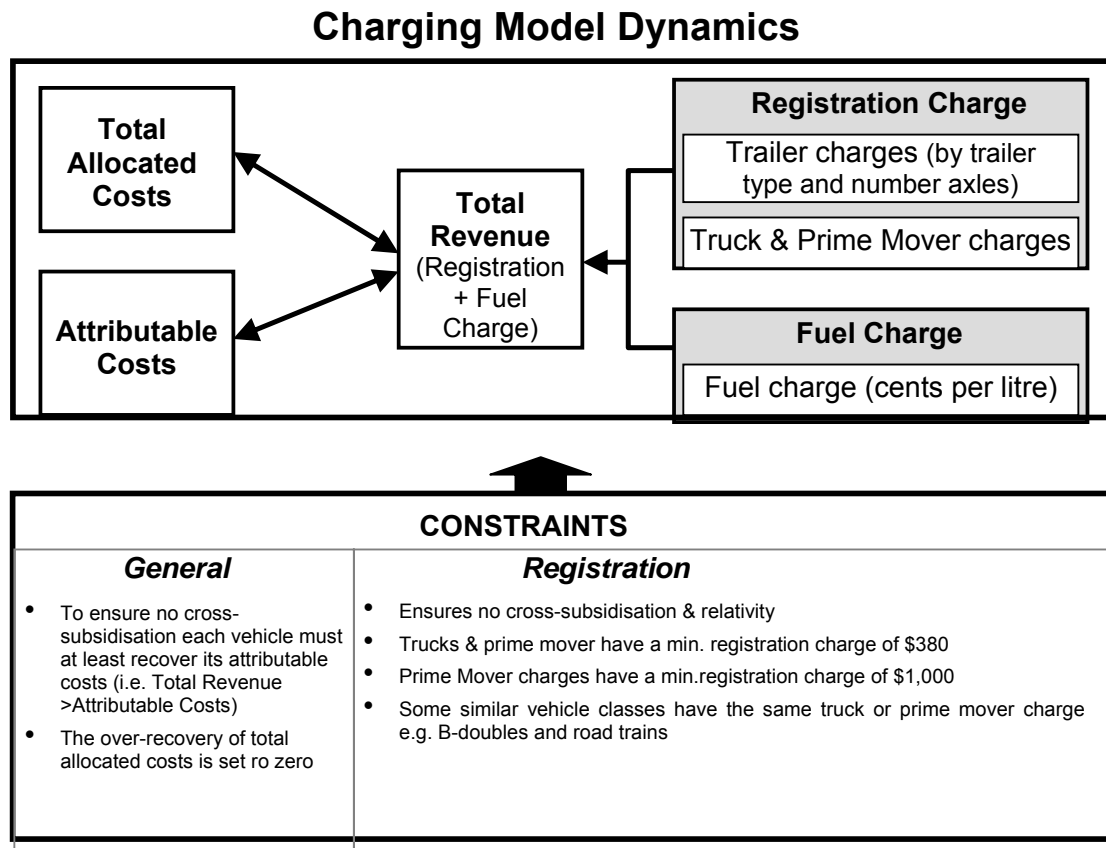 Charging Model Dynamics
Total
Allocated
Costs
Attributable
Costs
Total
Revenue
(Registration
+ Fuel
Charge)
Registration Charge
Trailer charges (by trailer
type and number axles)
Truck & Prime Mover charges
Fuel Charge
Fuel charge (cents per litre)
CONSTRAINTS
General
• To ensure no cross-
subsidisation each vehicle must
at least recover its attributable
costs (i.e. Total Revenue
>Attributable Costs)
• The over-recovery of total
allocated costs is set ro zero
Registration
• Ensures no cross-subsidisation & relativity
• Trucks & prime mover have a min. registration charge of $380
• Prime Mover charges have a min.registration charge of $1,000
• Some similar vehicle classes have the same truck or prime mover charge
e.g. B-doubles and road trains